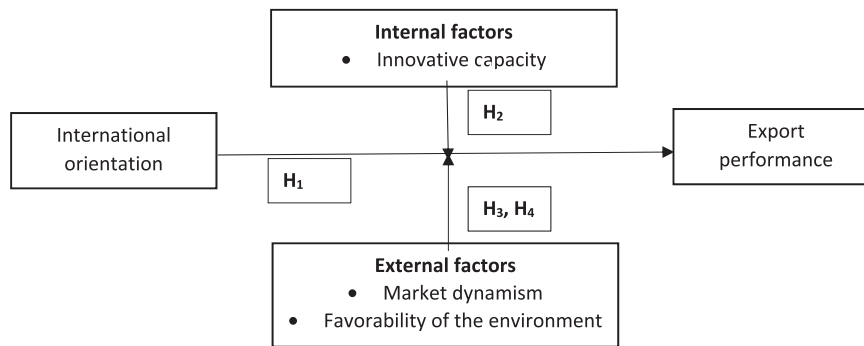 Internal factors
• Innovative capacity
H₂
International
orientation
Export
performance
H₁
H₃, H₄
External factors
• Market dynamism
• Favorability of the environment